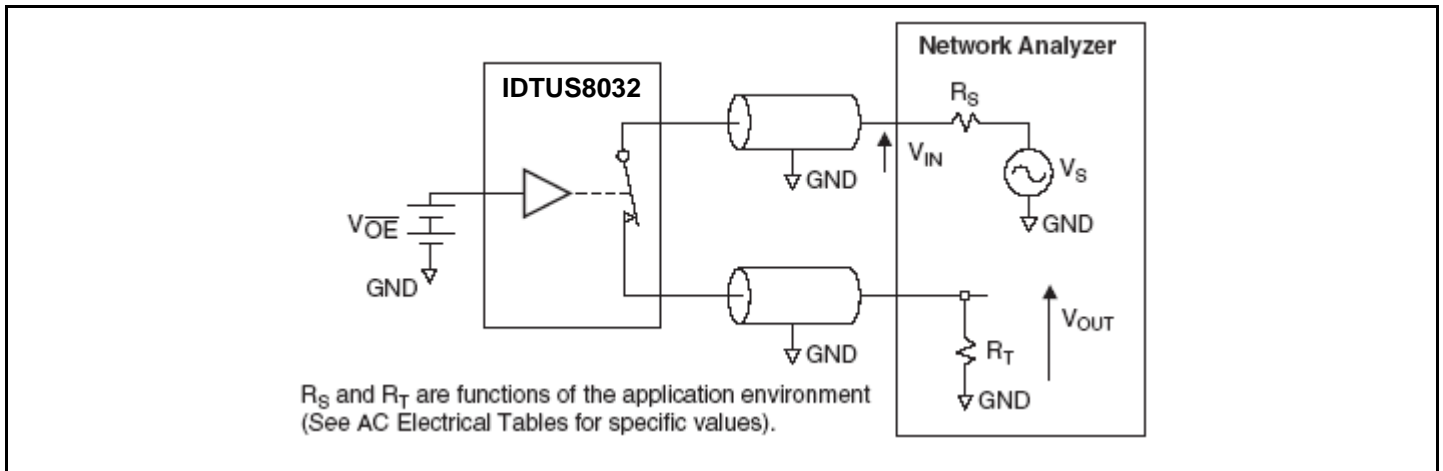 Network Analyzer
IDTUS8032
R_S
V_IN
V_S
GND
GND
V_O̅E̅
GND
V_OUT
R_T
GND
GND
R_S and R_T are functions of the application environment
(See AC Electrical Tables for specific values).